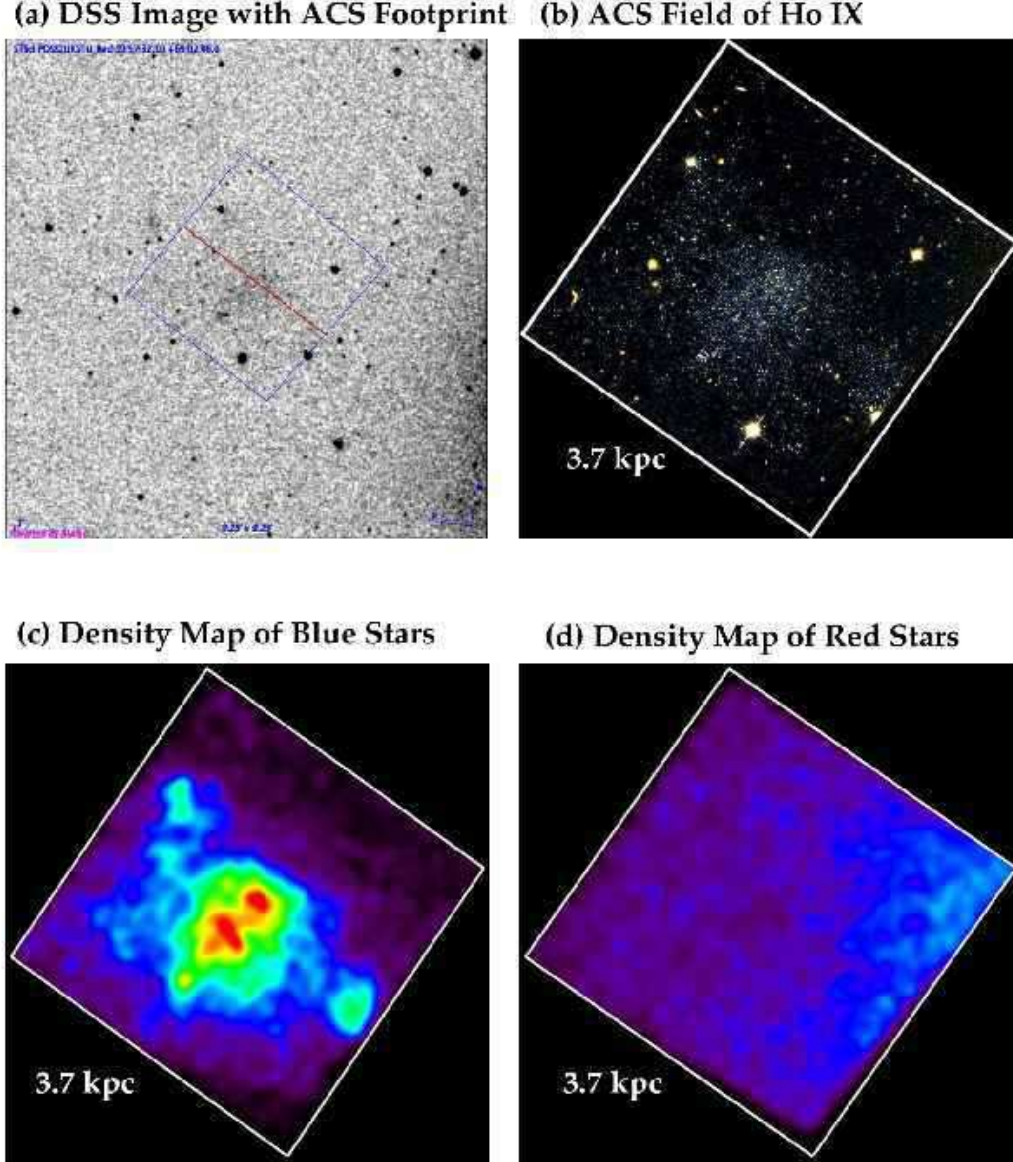 (a) DSS Image with ACS Footprint
(b) ACS Field of Ho IX
3.7 kpc
(c) Density Map of Blue Stars
(d) Density Map of Red Stars
3.7 kpc
3.7 kpc